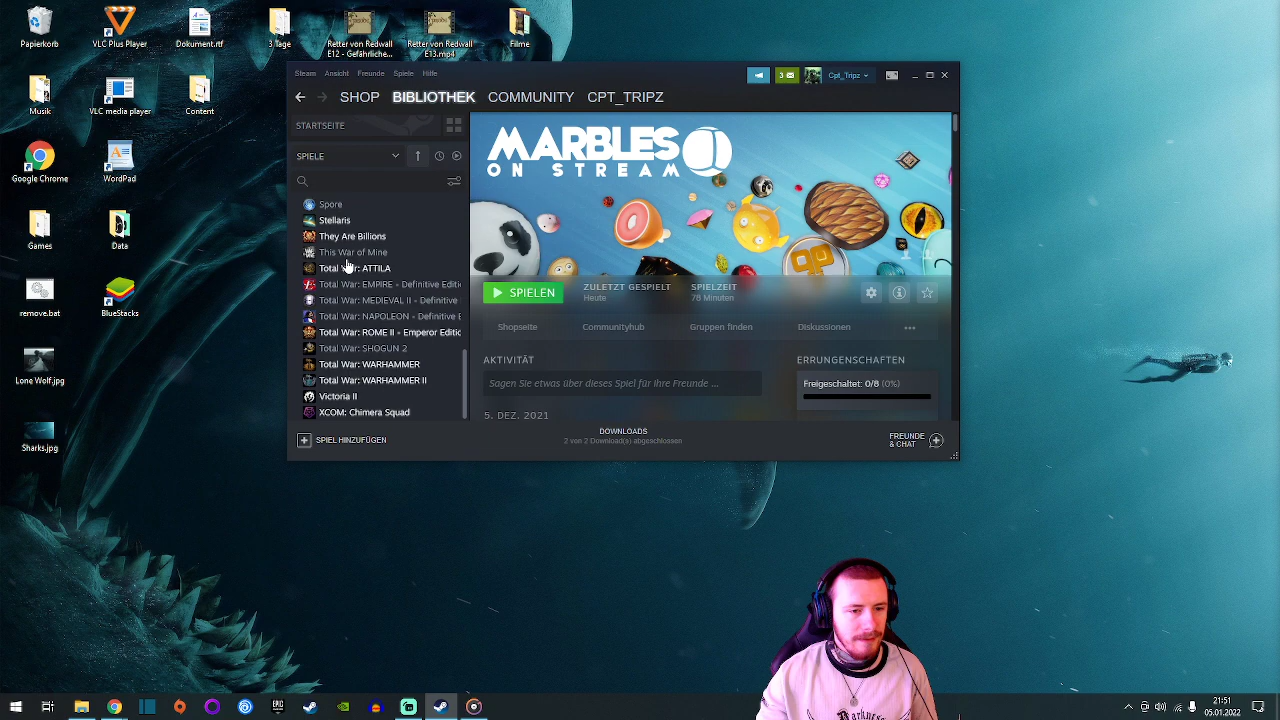 Papierkorb
VLC Plus Player
Dokument.rtf
3 Tage
Retter von Redwall
E12 - Gefährliche...
Retter von Redwall
E13.mp4
Filme
Musik
VLC media player
Content
Google Chrome
WordPad
Games
Data
BlueStacks
Lone Wolf.jpg
Shark.jpg
Steam Ansicht Freunde Spiele Hilfe
3
Cpt_Tripz
SHOP BIBLIOTHEK COMMUNITY CPT_TRIPZ
STARTSEITE
SPIELE
Spore
Stellaris
They Are Billions
This War of Mine
Total War: ATTILA
Total War: EMPIRE - Definitive Editi
Total War: MEDIEVAL II - Definitive
Total War: NAPOLEON - Definitive E
Total War: ROME II - Emperor Editic
Total War: SHOGUN 2
Total War: WARHAMMER
Total War: WARHAMMER II
Victoria II
XCOM: Chimera Squad
MARBLES
ON STREAM
SPIELEN
ZULETZT GESPIELT
Heute
SPIELZEIT
78 Minuten
Shopseite Communityhub Gruppen finden Diskussionen
AKTIVITÄT
Sagen Sie etwas über dieses Spiel für Ihre Freunde ...
5. DEZ. 2021
ERRUNGENSCHAFTEN
Freigeschaltet: 0/8 (0%)
SPIEL HINZUFÜGEN
DOWNLOADS
2 von 2 Download(s) abgeschlossen
FREUNDE
& CHAT
EPIC
21:51
05.01.2022